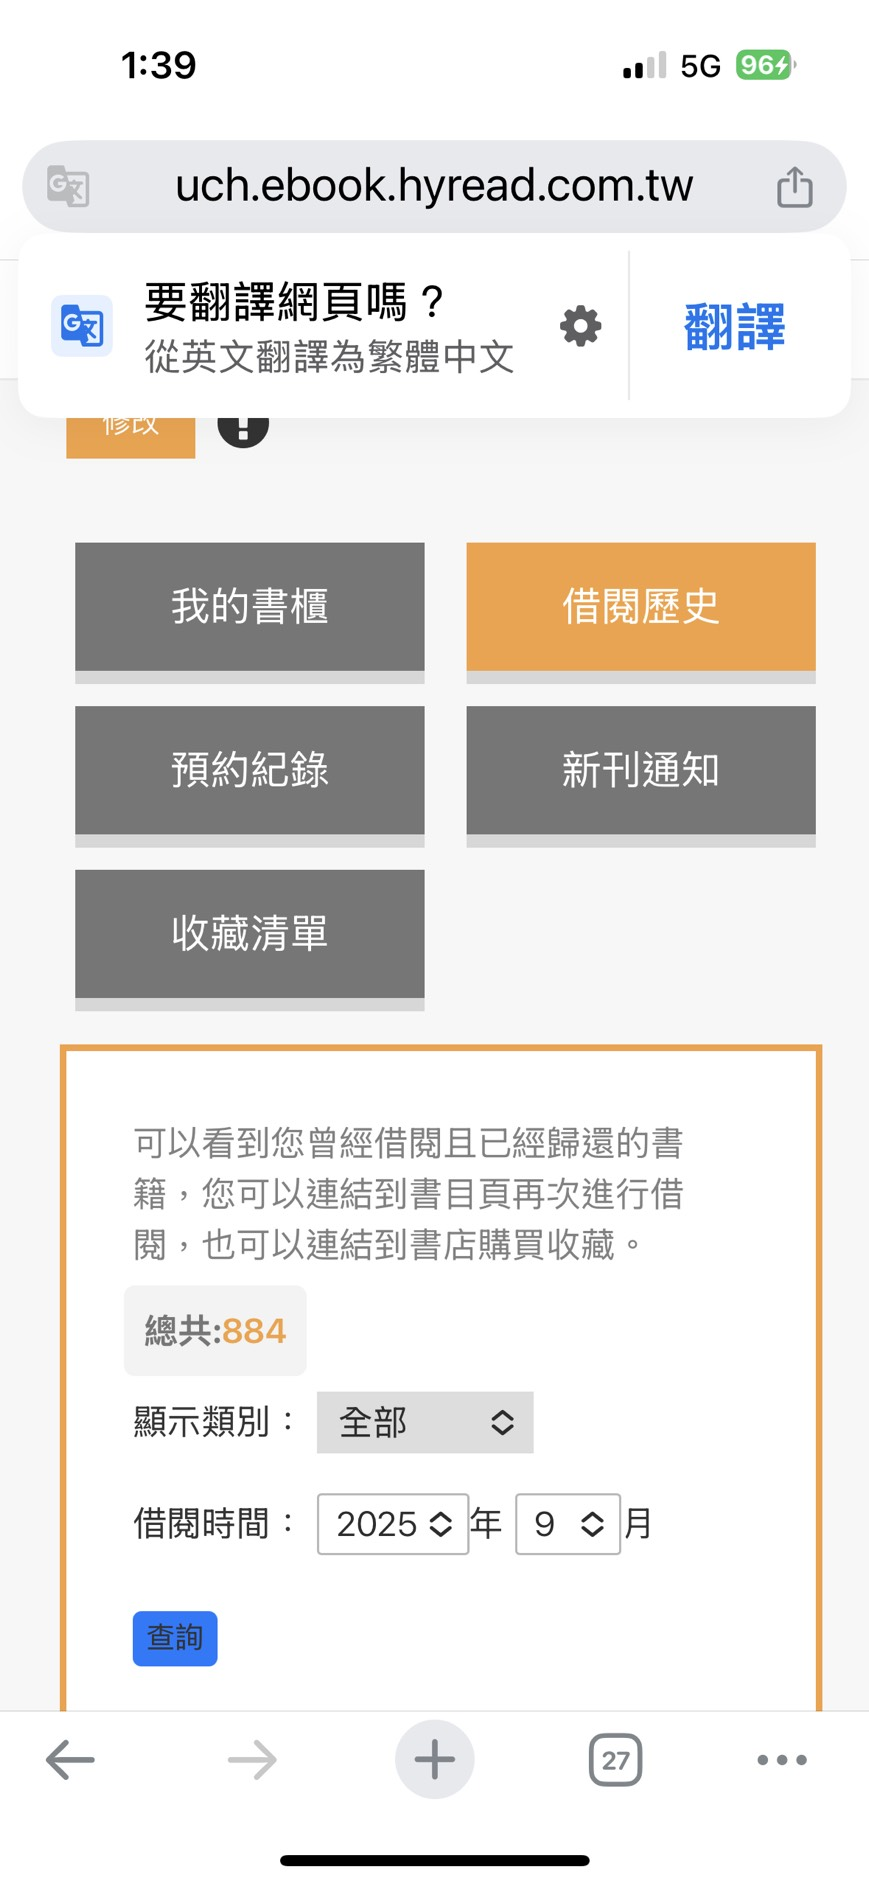 1:39
5G
96
uch.ebook.hyread.com.tw
要翻譯網頁嗎？
從英文翻譯為繁體中文
翻譯
修改
我的書櫃
借閱歷史
預約紀錄
新刊通知
收藏清單
可以看到您曾經借閱且已經歸還的書
籍，您可以連結到書目頁再次進行借
閱，也可以連結到書店購買收藏。
總共:884
顯示類別： 全部
借閱時間： 2025 年 9 月
查詢
27